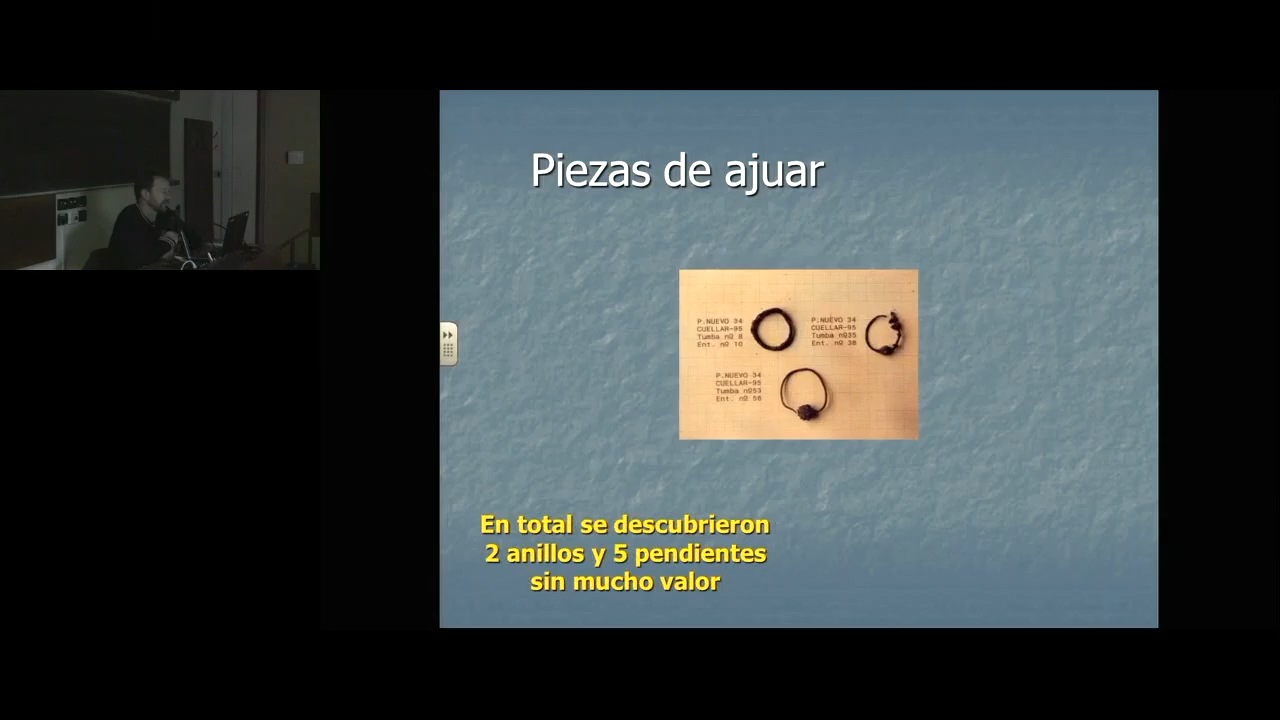 Piezas de ajuar
P.NUEVO 34
CUELLAR-95
Tumba nº 8
Ent. nº 10
P.NUEVO 34
CUELLAR-95
Tumba nº35
Ent. nº 38
P.NUEVO 34
CUELLAR-95
Tumba nº53
Ent. nº 58
En total se descubrieron
2 anillos y 5 pendientes
sin mucho valor